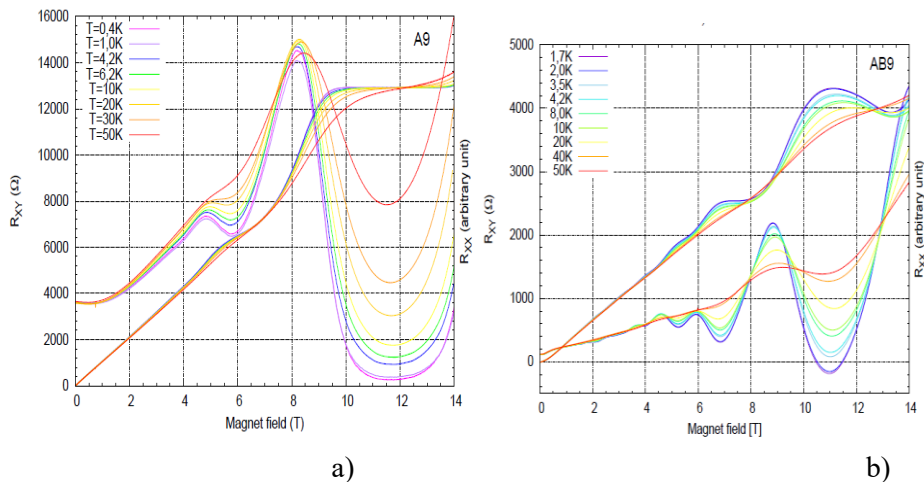 16000
14000
12000
10000
8000
6000
4000
2000
0
R_XY (Ω)
T=0,4K
T=1,0K
T=4,2K
T=6,2K
T=10K
T=20K
T=30K
T=50K
A9
0 2 4 6 8 10 12 14
Magnet field (T)
R_XX (arbitrary unit)
a)
5000
4000
3000
2000
1000
0
R_XY (Ω)
1,7K
2,0K
3,5K
4,2K
8,0K
10K
20K
40K
50K
AB9
0 2 4 6 8 10 12 14
Magnet field [T]
R_XX (arbitrary unit)
b)